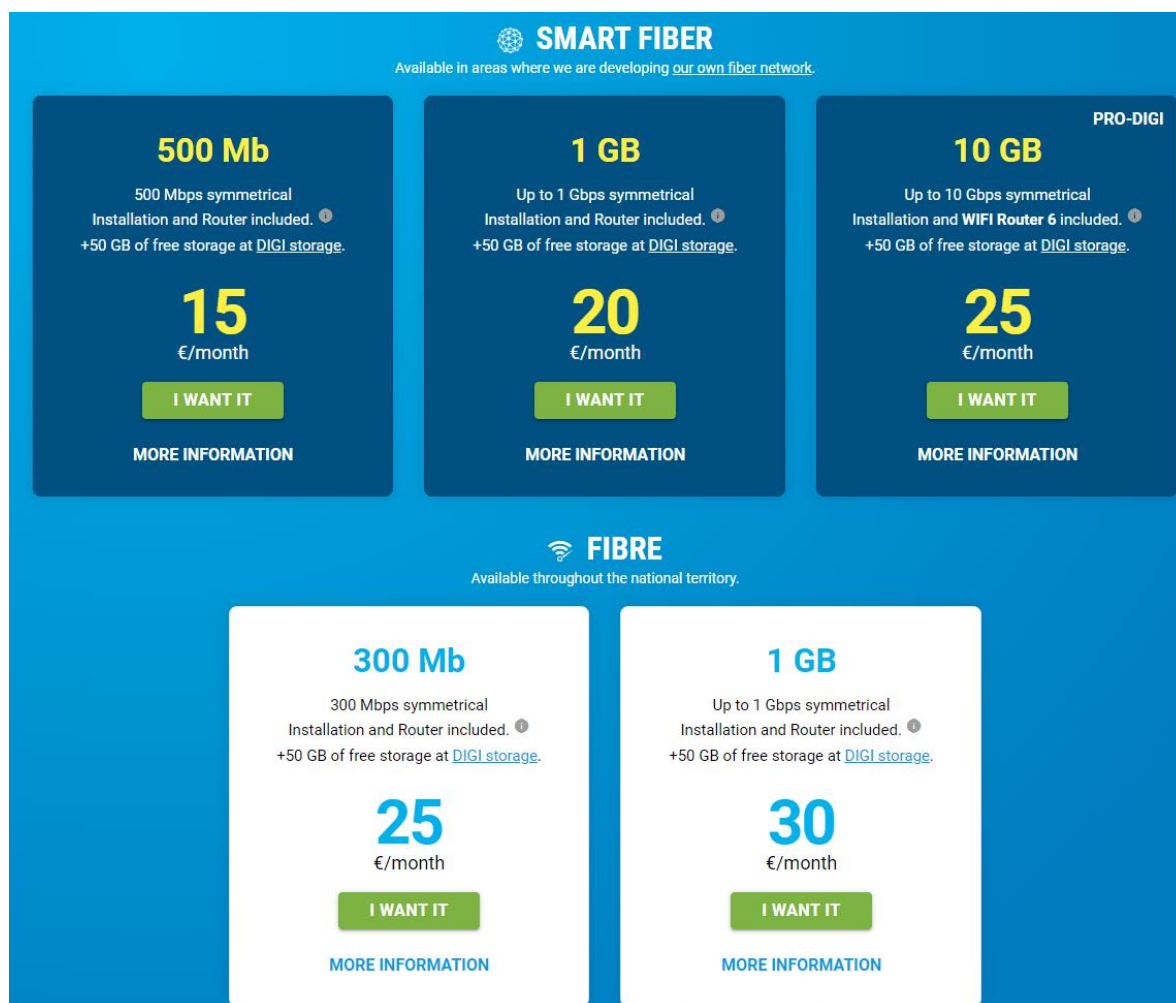 SMART FIBER
Available in areas where we are developing our own fiber network.
500 Mb
500 Mbps symmetrical
Installation and Router included.
+50 GB of free storage at DIGI storage.
15
€/month
I WANT IT
MORE INFORMATION
1 GB
Up to 1 Gbps symmetrical
Installation and Router included.
+50 GB of free storage at DIGI storage.
20
€/month
I WANT IT
MORE INFORMATION
PRO-DIGI
10 GB
Up to 10 Gbps symmetrical
Installation and WIFI Router 6 included.
+50 GB of free storage at DIGI storage.
25
€/month
I WANT IT
MORE INFORMATION
FIBRE
Available throughout the national territory.
300 Mb
300 Mbps symmetrical
Installation and Router included.
+50 GB of free storage at DIGI storage.
25
€/month
I WANT IT
MORE INFORMATION
1 GB
Up to 1 Gbps symmetrical
Installation and Router included.
+50 GB of free storage at DIGI storage.
30
€/month
I WANT IT
MORE INFORMATION